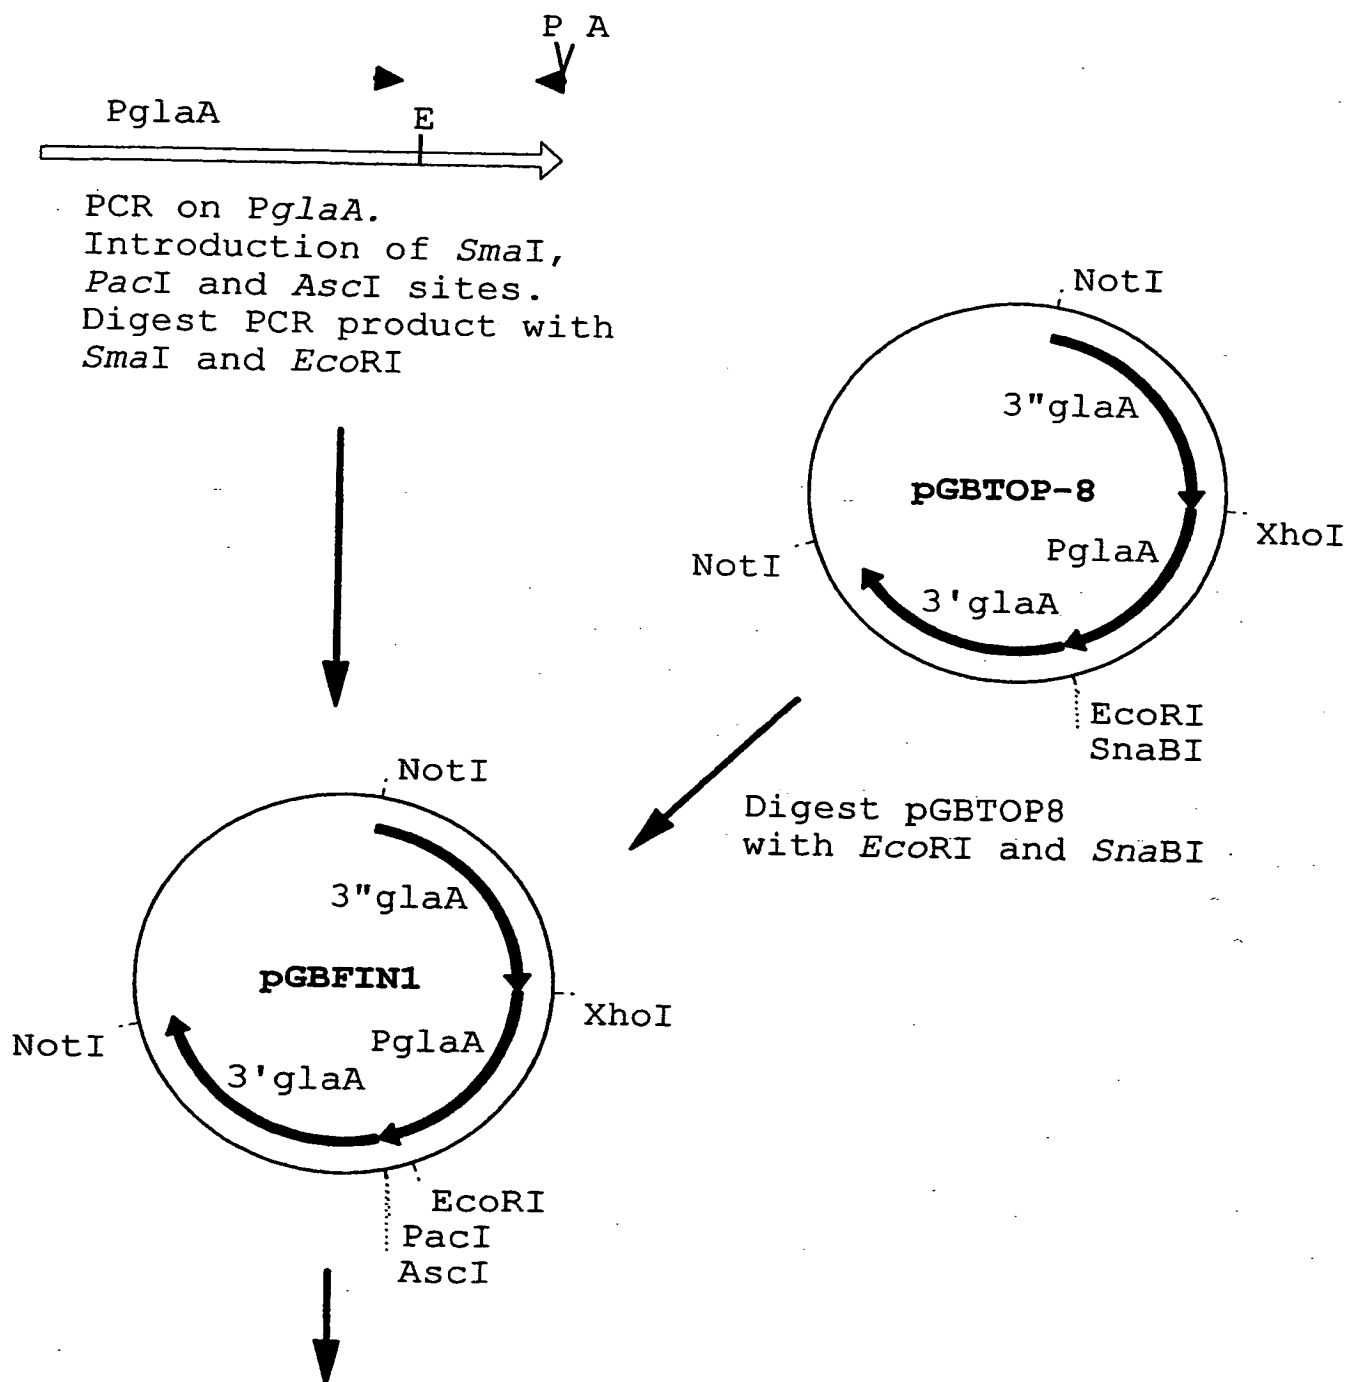 P A
PglaA
E
PCR on PglaA.
Introduction of SmaI,
PacI and AscI sites.
Digest PCR product with
SmaI and EcoRI
NotI
3"glaA
pGBTOP-8
XhoI
PglaA
NotI
3'glaA
EcoRI
SnaBI
Digest pGBTOP8
with EcoRI and SnaBI
NotI
3"glaA
pGBFIN1
XhoI
PglaA
NotI
3'glaA
EcoRI
PacI
AscI